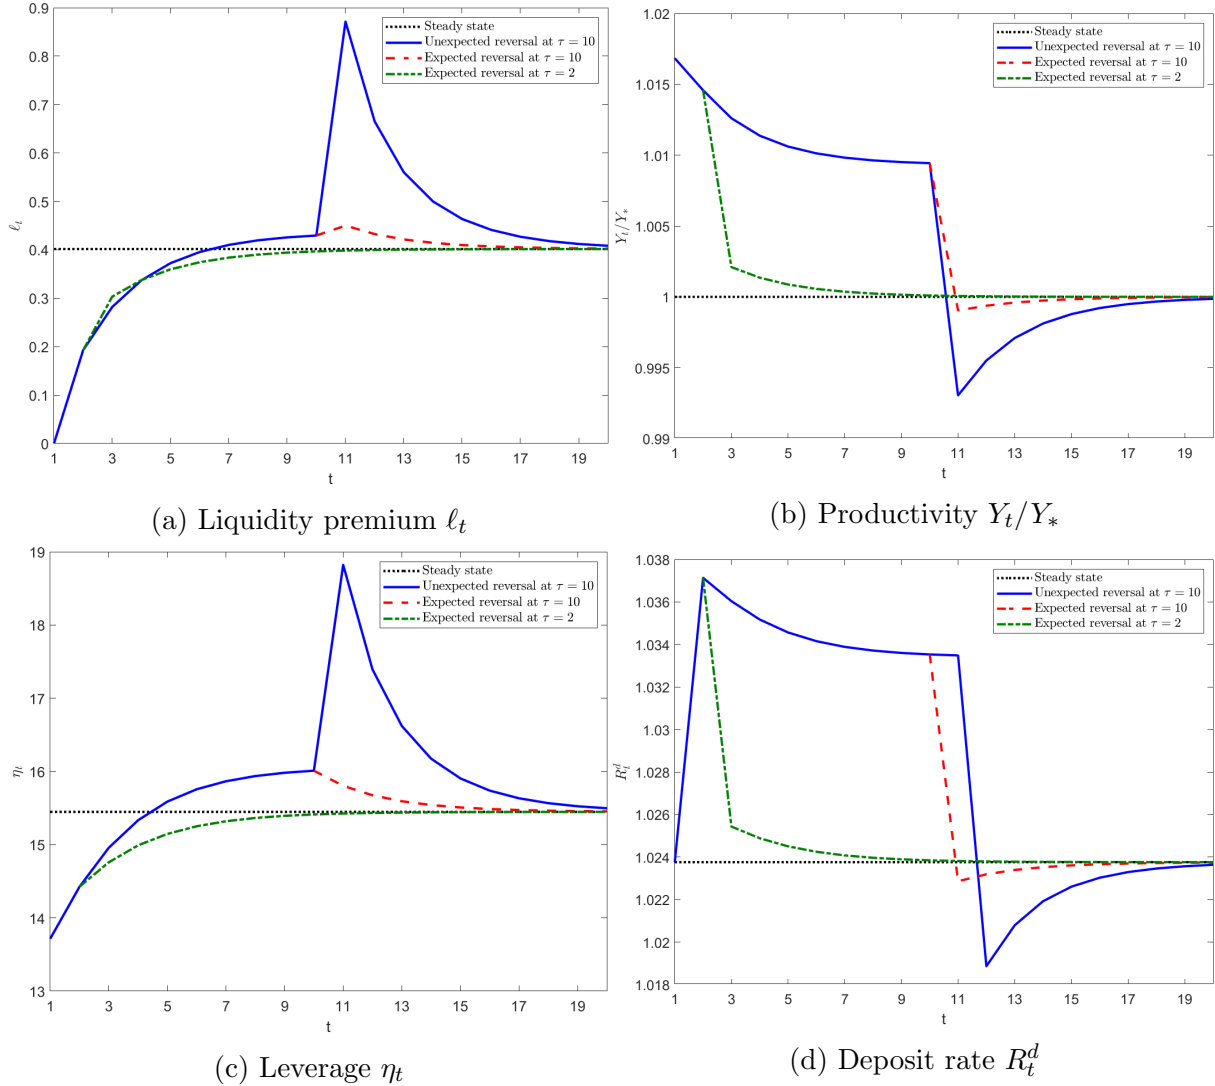 0.9
0.8
0.7
0.6
0.5
0.4
0.3
0.2
0.1
0
ℓt
1 3 5 7 9 11 13 15 17 19
t
Steady state
Unexpected reversal at τ = 10
Expected reversal at τ = 10
Expected reversal at τ = 2
(a) Liquidity premium ℓt
1.02
1.015
1.01
1.005
1
0.995
0.99
Yt/Y*
1 3 5 7 9 11 13 15 17 19
t
Steady state
Unexpected reversal at τ = 10
Expected reversal at τ = 10
Expected reversal at τ = 2
(b) Productivity Yt/Y*
19
18
17
16
15
14
13
ηt
1 3 5 7 9 11 13 15 17 19
t
Steady state
Unexpected reversal at τ = 10
Expected reversal at τ = 10
Expected reversal at τ = 2
(c) Leverage ηt
1.038
1.036
1.034
1.032
1.03
1.028
1.026
1.024
1.022
1.02
1.018
R^d_t
1 3 5 7 9 11 13 15 17 19
t
Steady state
Unexpected reversal at τ = 10
Expected reversal at τ = 10
Expected reversal at τ = 2
(d) Deposit rate R^d_t